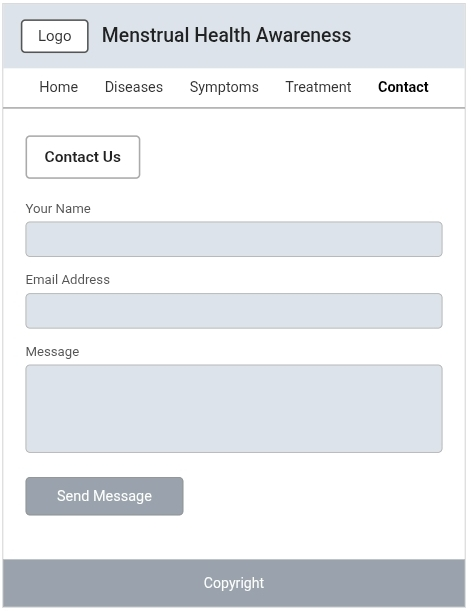 Logo Menstrual Health Awareness
Home Diseases Symptoms Treatment Contact
Contact Us
Your Name
Email Address
Message
Send Message
Copyright